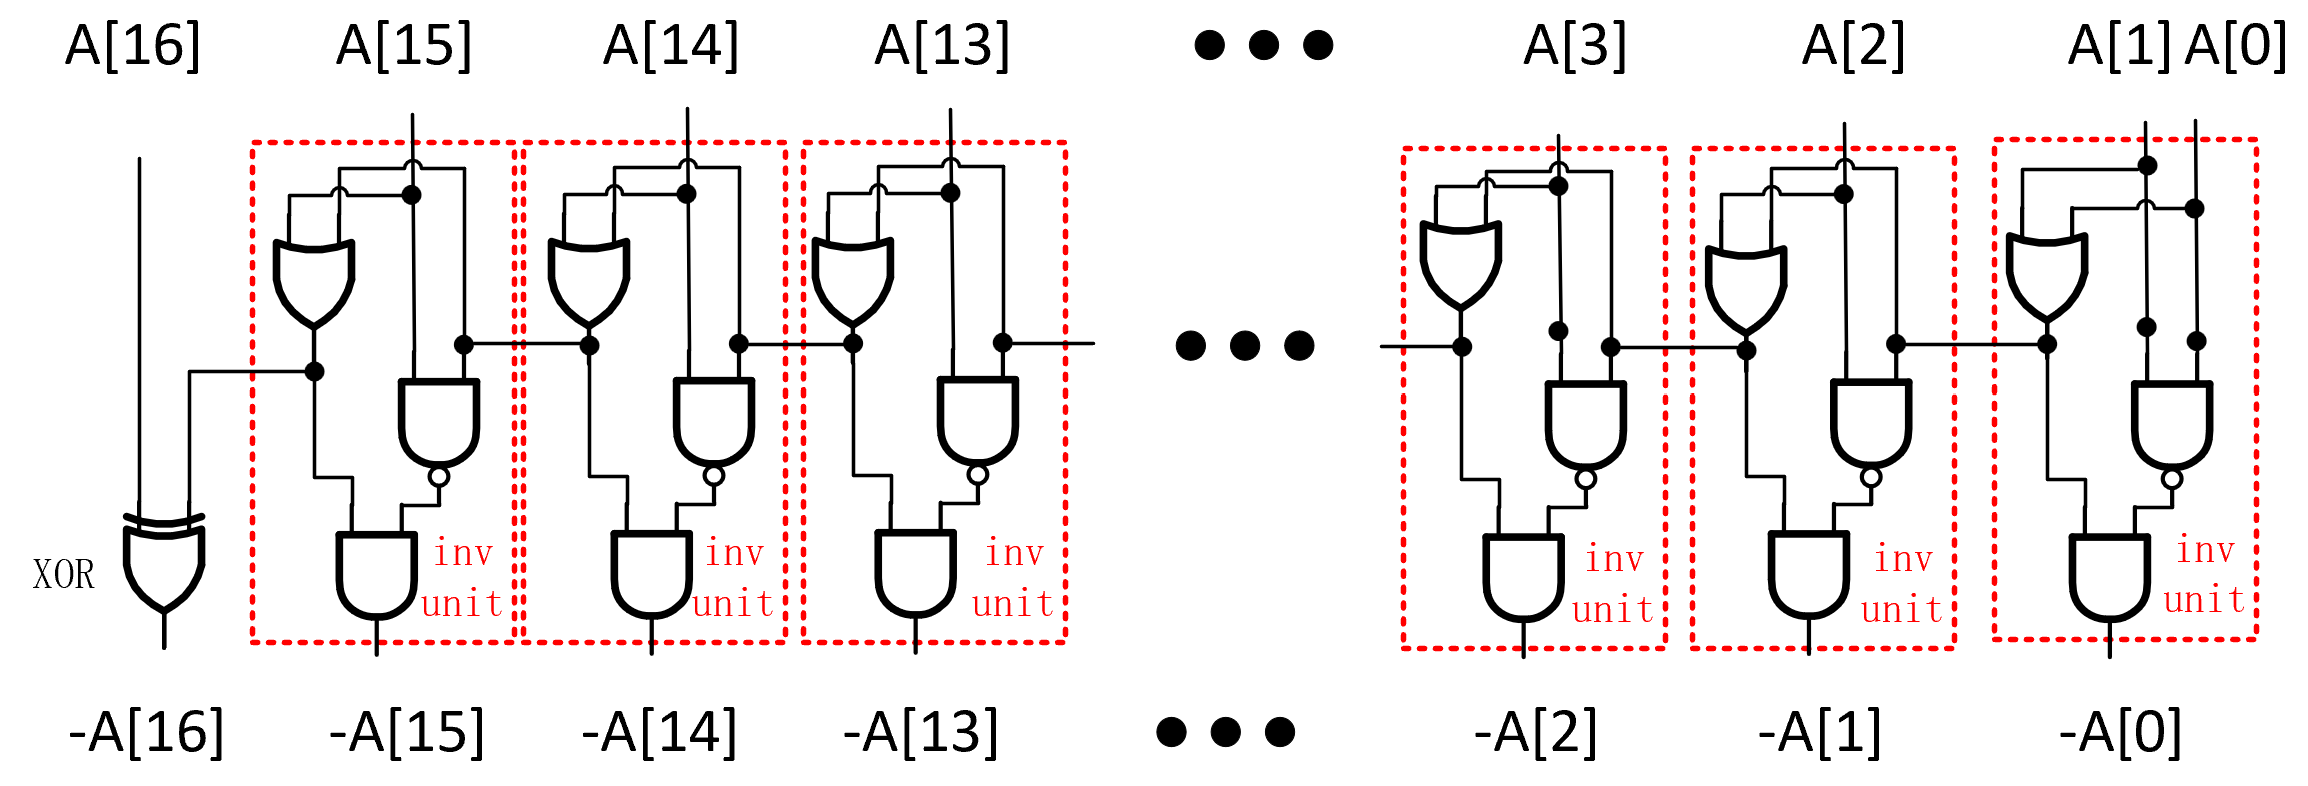 A[16] A[15] A[14] A[13] ●●● A[3] A[2] A[1] A[0]
●●●
XOR
inv unit
inv unit
inv unit
inv unit
inv unit
inv unit
-A[16] -A[15] -A[14] -A[13] ●●● -A[2] -A[1] -A[0]